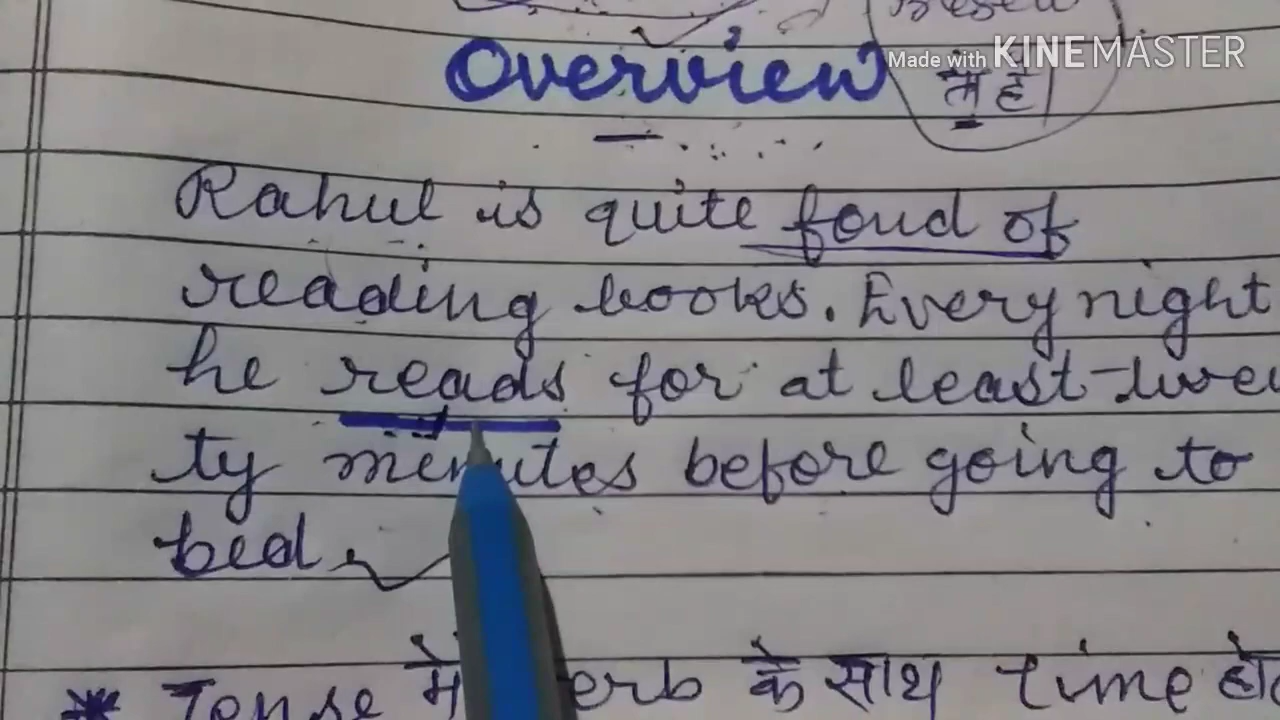 Made with KINEMASTER
Overview
में है
Rahul is quite fond of
reading books. Every night
he reads for at least twen
ty minutes before going to
bed
* Tense में erb के साथ time